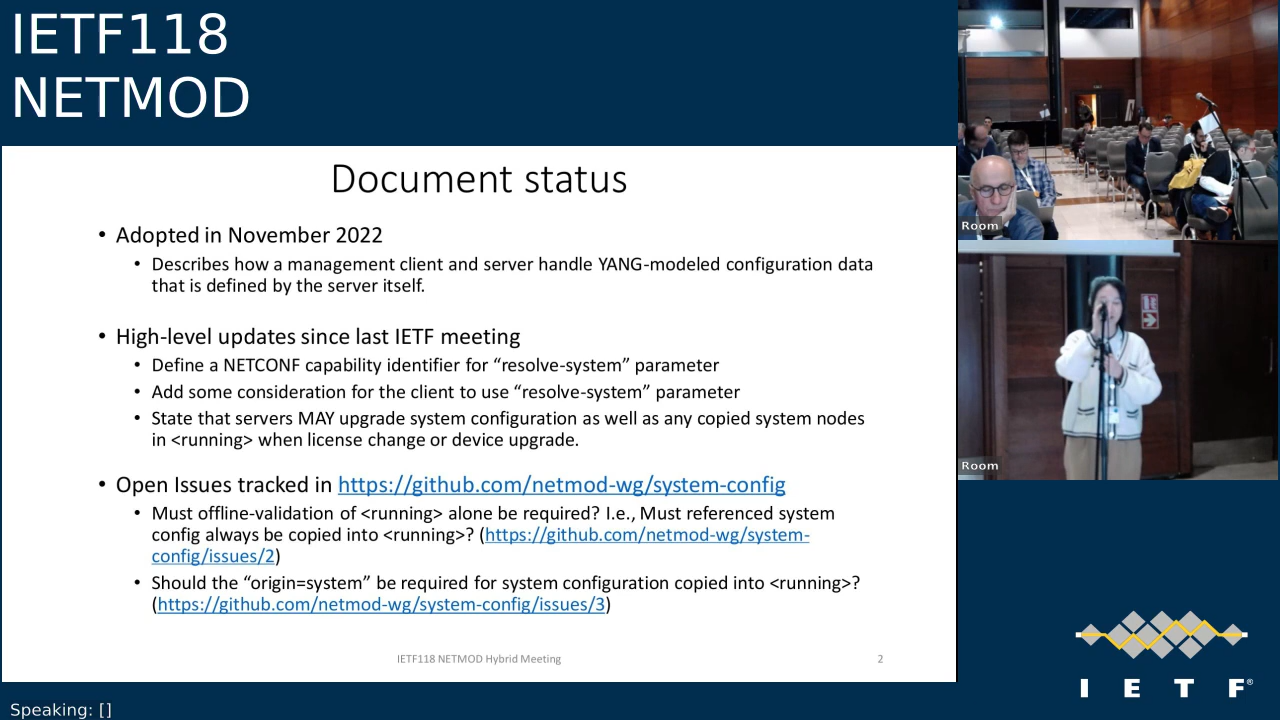 IETF118
NETMOD
Document status
• Adopted in November 2022
• Describes how a management client and server handle YANG-modeled configuration data
that is defined by the server itself.
• High-level updates since last IETF meeting
• Define a NETCONF capability identifier for “resolve-system” parameter
• Add some consideration for the client to use “resolve-system” parameter
• State that servers MAY upgrade system configuration as well as any copied system nodes
in <running> when license change or device upgrade.
• Open Issues tracked in https://github.com/netmod-wg/system-config
• Must offline-validation of <running> alone be required? I.e., Must referenced system
config always be copied into <running>? (https://github.com/netmod-wg/system-
config/issues/2)
• Should the “origin=system” be required for system configuration copied into <running>?
(https://github.com/netmod-wg/system-config/issues/3)
IETF118 NETMOD Hybrid Meeting
2
Room
Room
I E T F®
Speaking: []